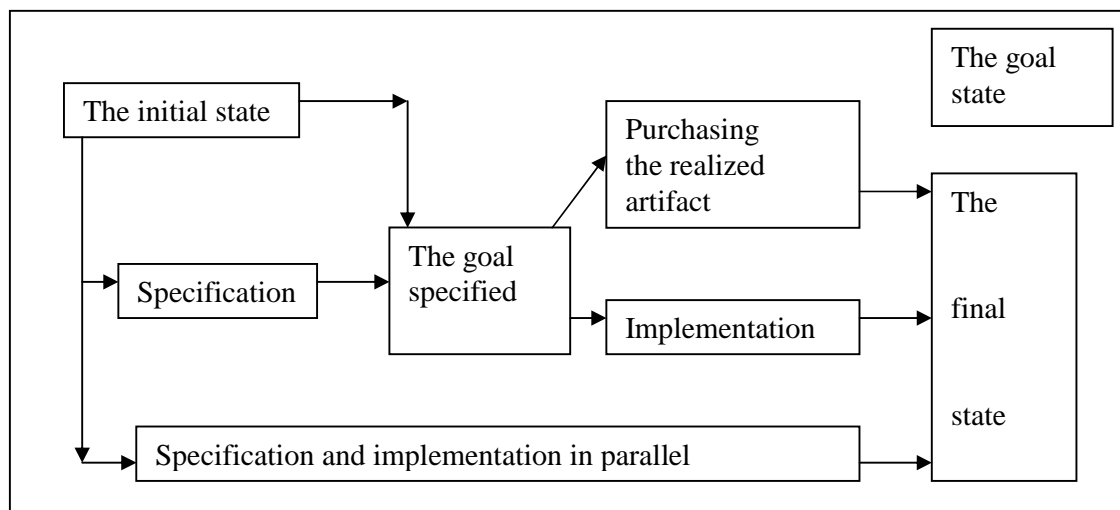 The goal
state
The initial state
Purchasing
the realized
artifact
The
final
state
The goal
specified
Specification
Implementation
Specification and implementation in parallel